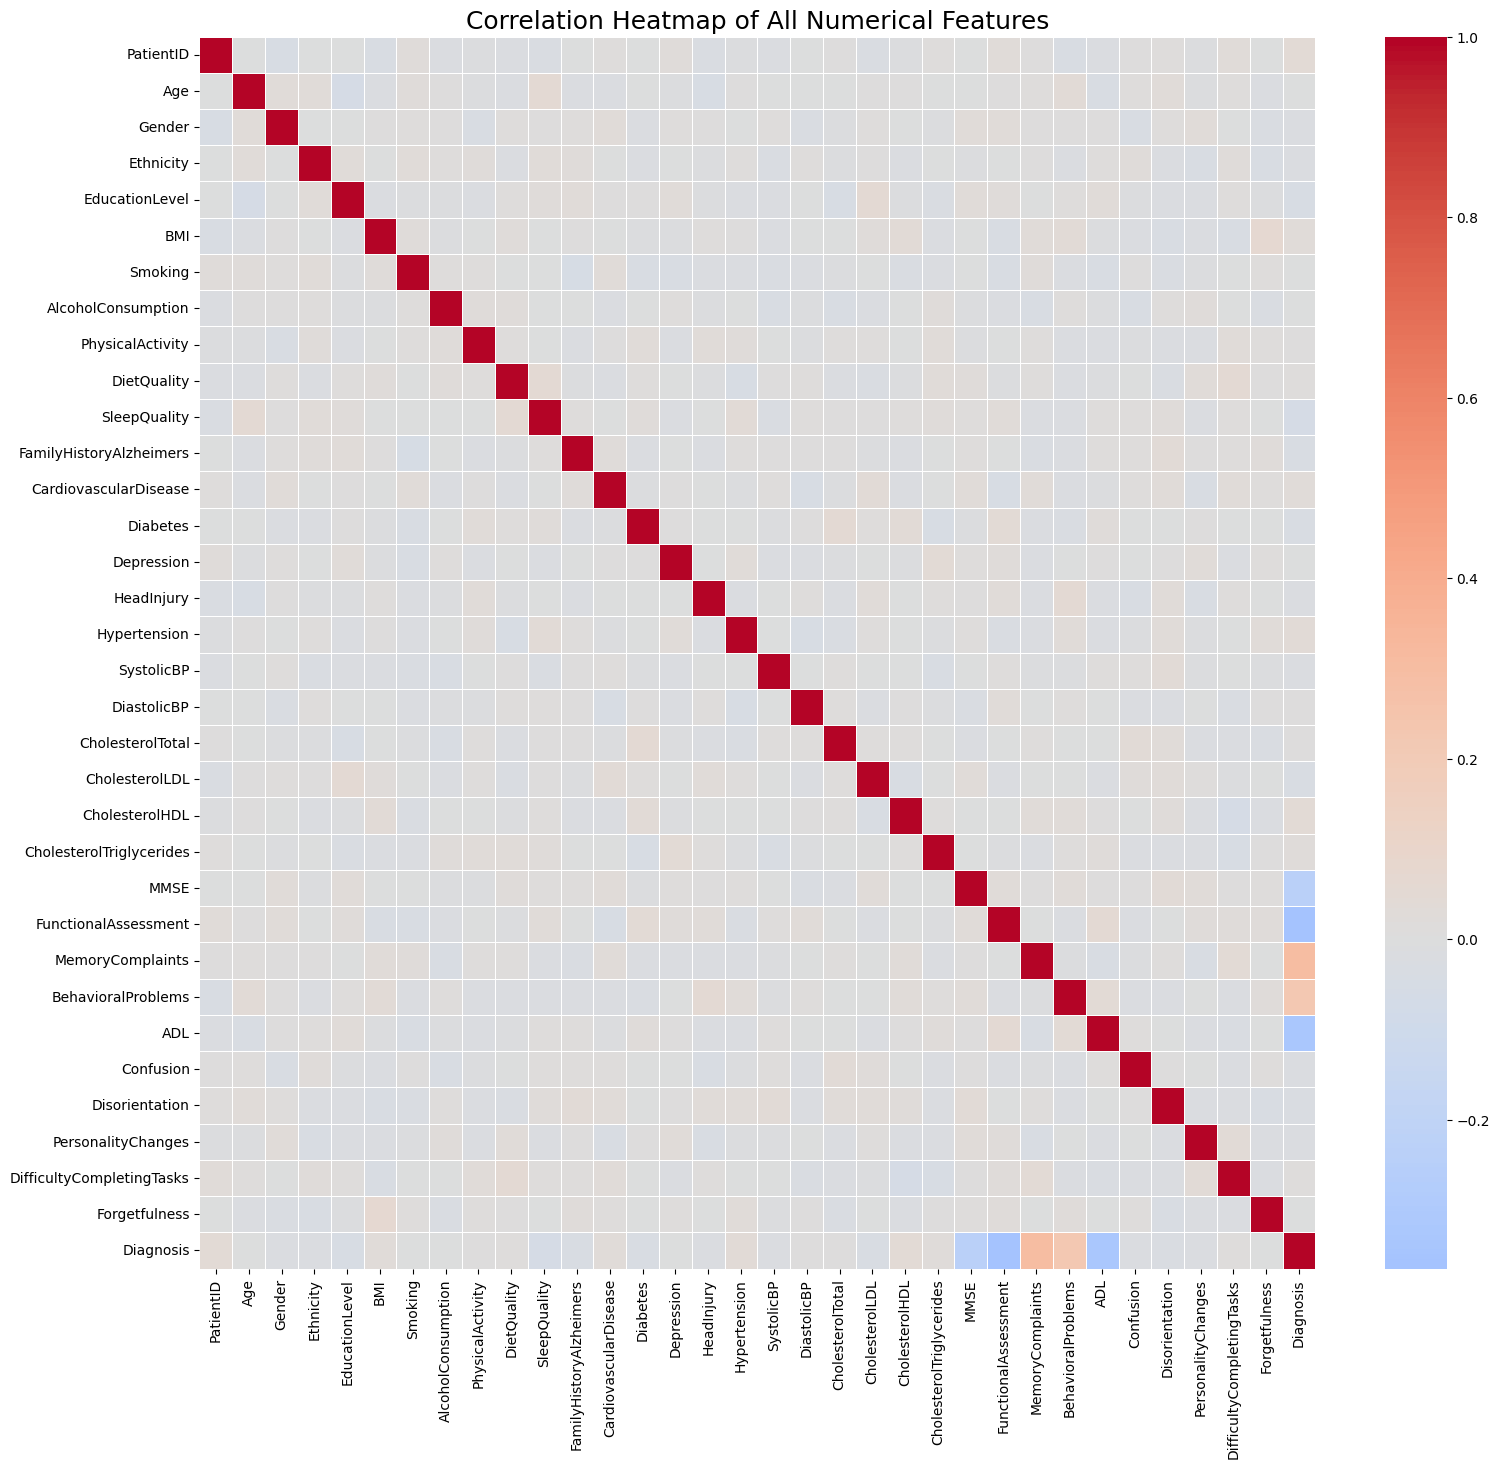 Correlation Heatmap of All Numerical Features
PatientID
Age
Gender
Ethnicity
EducationLevel
BMI
Smoking
AlcoholConsumption
PhysicalActivity
DietQuality
SleepQuality
FamilyHistoryAlzheimers
CardiovascularDisease
Diabetes
Depression
HeadInjury
Hypertension
SystolicBP
DiastolicBP
CholesterolTotal
CholesterolLDL
CholesterolHDL
CholesterolTriglycerides
MMSE
FunctionalAssessment
MemoryComplaints
BehavioralProblems
ADL
Confusion
Disorientation
PersonalityChanges
DifficultyCompletingTasks
Forgetfulness
Diagnosis
PatientID
Age
Gender
Ethnicity
EducationLevel
BMI
Smoking
AlcoholConsumption
PhysicalActivity
DietQuality
SleepQuality
FamilyHistoryAlzheimers
CardiovascularDisease
Diabetes
Depression
HeadInjury
Hypertension
SystolicBP
DiastolicBP
CholesterolTotal
CholesterolLDL
CholesterolHDL
CholesterolTriglycerides
MMSE
FunctionalAssessment
MemoryComplaints
BehavioralProblems
ADL
Confusion
Disorientation
PersonalityChanges
DifficultyCompletingTasks
Forgetfulness
Diagnosis
1.0
0.8
0.6
0.4
0.2
0.0
−0.2